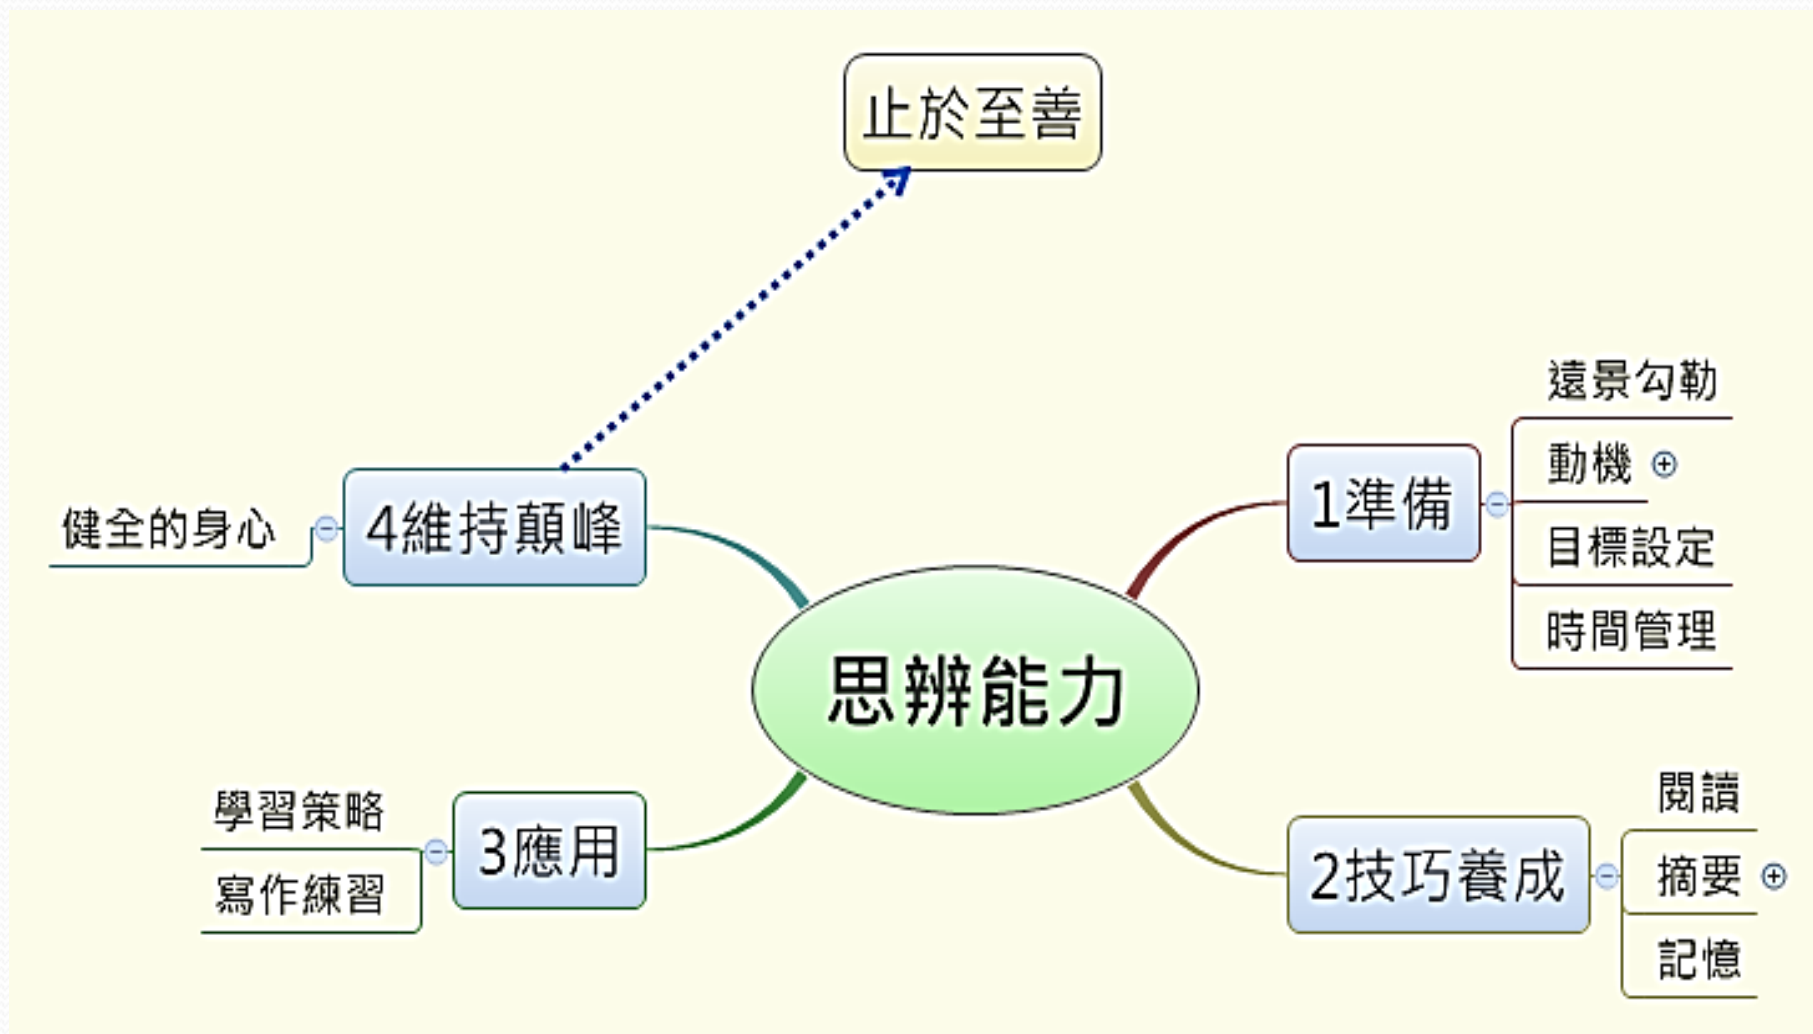 止於至善
思辨能力
1準備
遠景勾勒
動機
目標設定
時間管理
2技巧養成
閱讀
摘要
記憶
3應用
學習策略
寫作練習
4維持顛峰
健全的身心